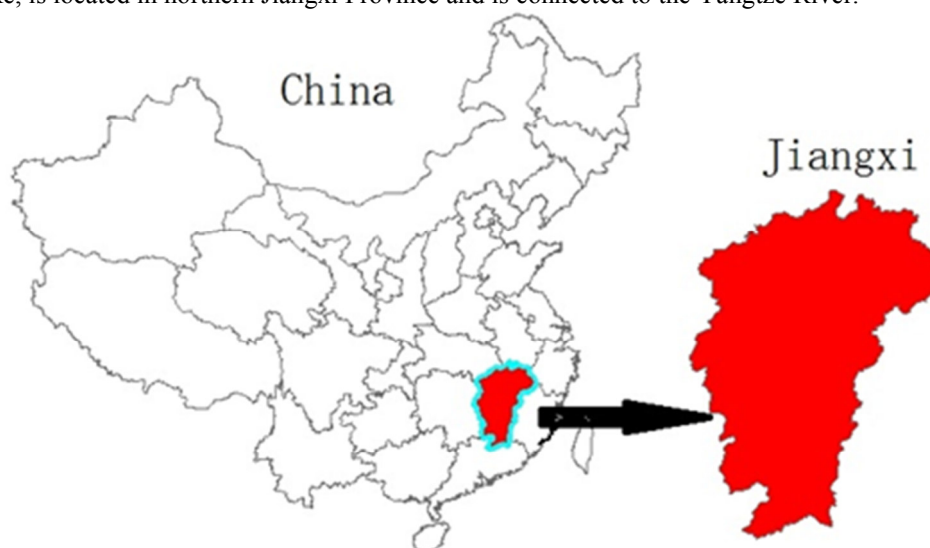 is located in northern Jiangxi Province and is connected to the Yangtze River.
China
Jiangxi